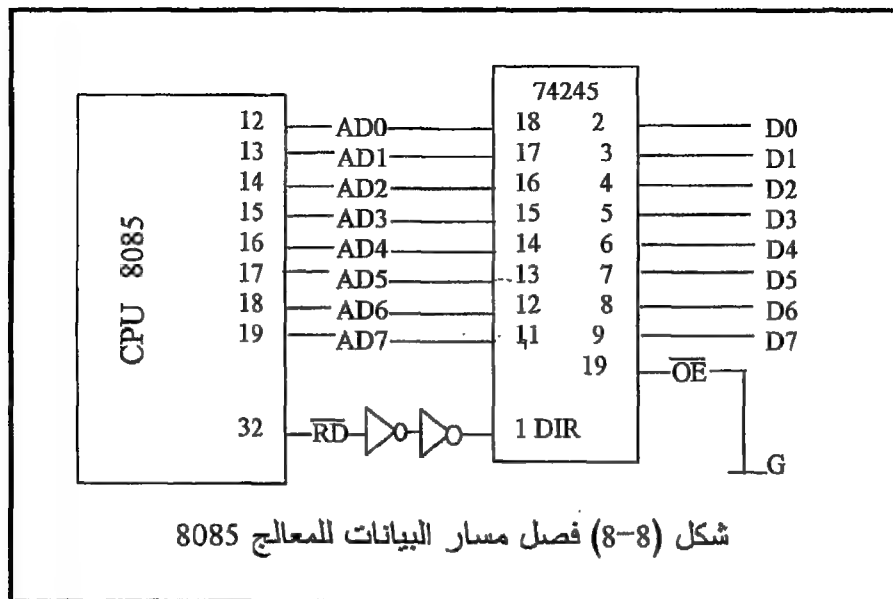 74245
12 AD0 18 2 D0
13 AD1 17 3 D1
14 AD2 16 4 D2
15 AD3 15 5 D3
16 AD4 14 6 D4
17 AD5 13 7 D5
18 AD6 12 8 D6
19 AD7 11 9 D7
CPU 8085
19 O̅E̅
32 R̅D̅ 1 DIR
G
شكل (8-8) فصل مسار البيانات للمعالج 8085